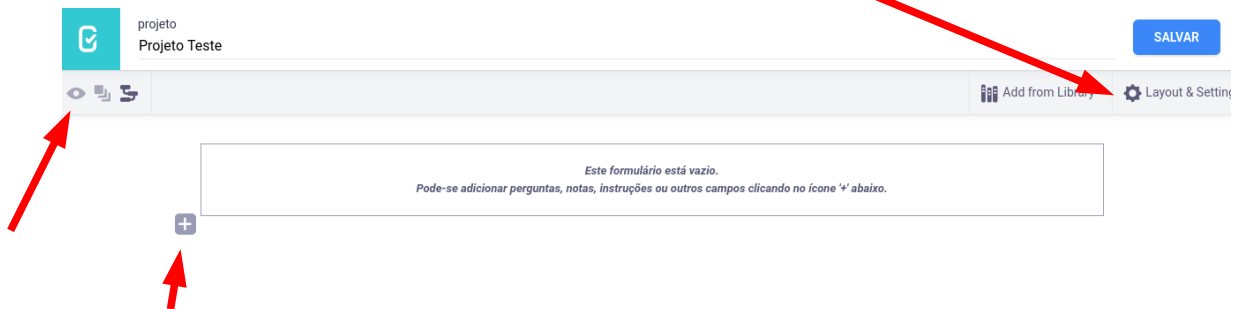 projeto
Projeto Teste
SALVAR
Add from Library
Layout & Setting
Este formulário está vazio.
Pode-se adicionar perguntas, notas, instruções ou outros campos clicando no ícone '+' abaixo.